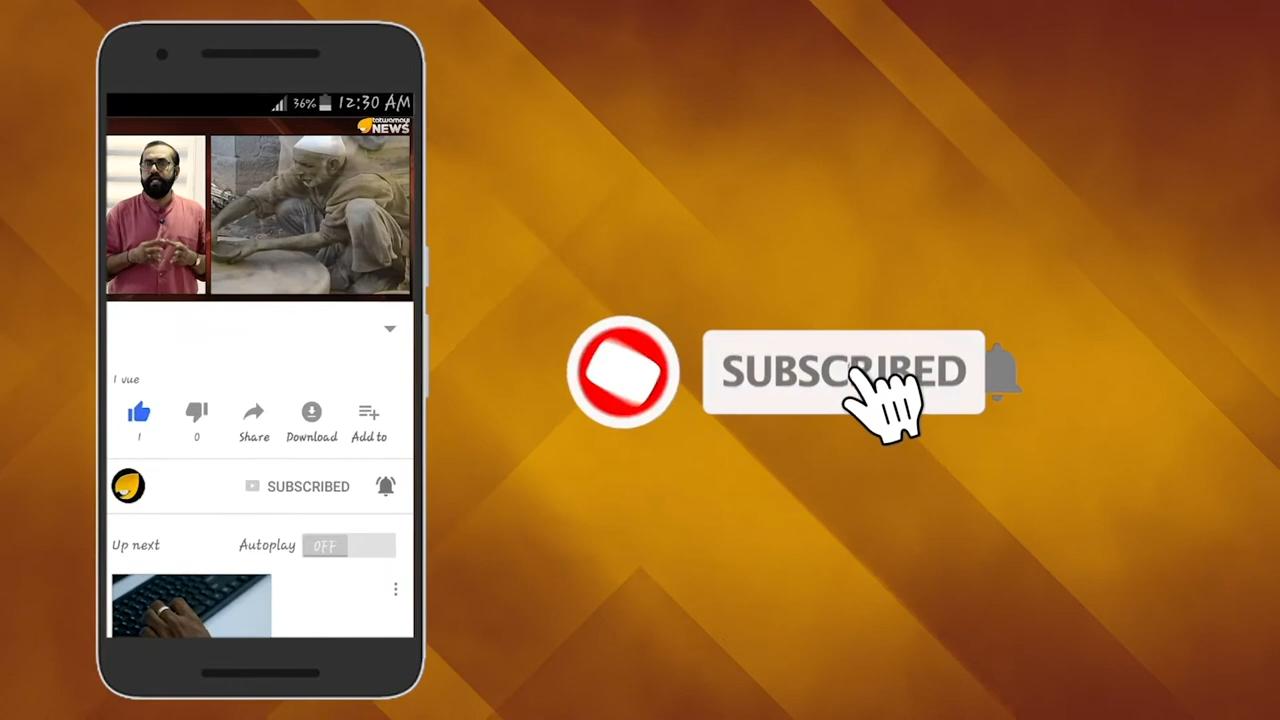 36% 12:30 AM
tatwamayi
NEWS
1 vue
1 0 Share Download Add to
SUBSCRIBED
Up next Autoplay OFF
SUBSCRIBED